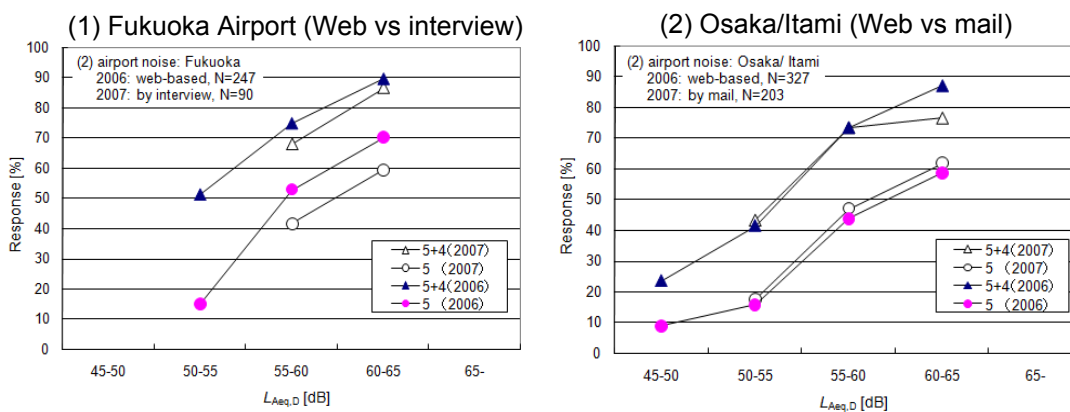 (1) Fukuoka Airport (Web vs interview)
(2) airport noise: Fukuoka
2006: web-based, N=247
2007: by interview, N=90
Response [%]
100
90
80
70
60
50
40
30
20
10
0
5+4(2007)
5 (2007)
5+4(2006)
5 (2006)
45-50 50-55 55-60 60-65 65-
LAeq,D [dB]
(2) Osaka/Itami (Web vs mail)
(2) airport noise: Osaka/ Itami
2006: web-based, N=327
2007: by mail, N=203
Response [%]
100
90
80
70
60
50
40
30
20
10
0
5+4(2007)
5 (2007)
5+4(2006)
5 (2006)
45-50 50-55 55-60 60-65 65-
LAeq,D [dB]